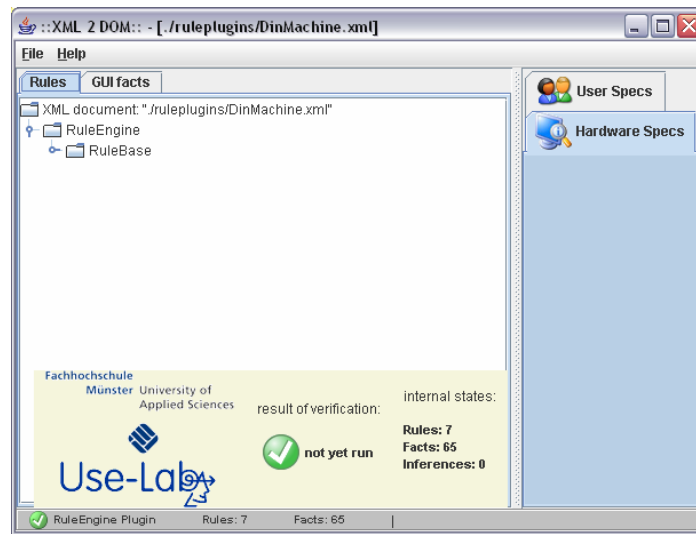 ::XML 2 DOM:: - [./ruleplugins/DinMachine.xml]
File Help
Rules GUI facts
XML document: "./ruleplugins/DinMachine.xml"
RuleEngine
RuleBase
User Specs
Hardware Specs
Fachhochschule
Münster University of
Applied Sciences
Use-Lab
result of verification:
not yet run
internal states:
Rules: 7
Facts: 65
Inferences: 0
RuleEngine Plugin Rules: 7 Facts: 65 |